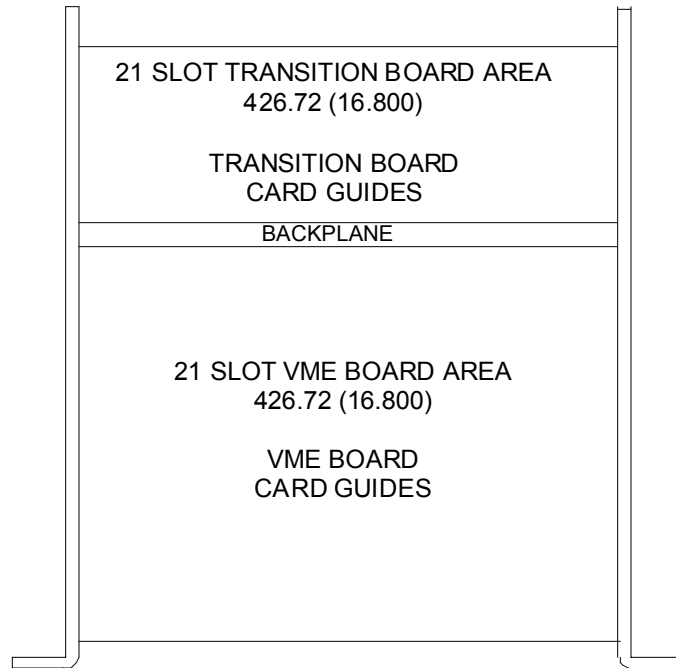 21 SLOT TRANSITION BOARD AREA
426.72 (16.800)
TRANSITION BOARD
CARD GUIDES
BACKPLANE
21 SLOT VME BOARD AREA
426.72 (16.800)
VME BOARD
CARD GUIDES